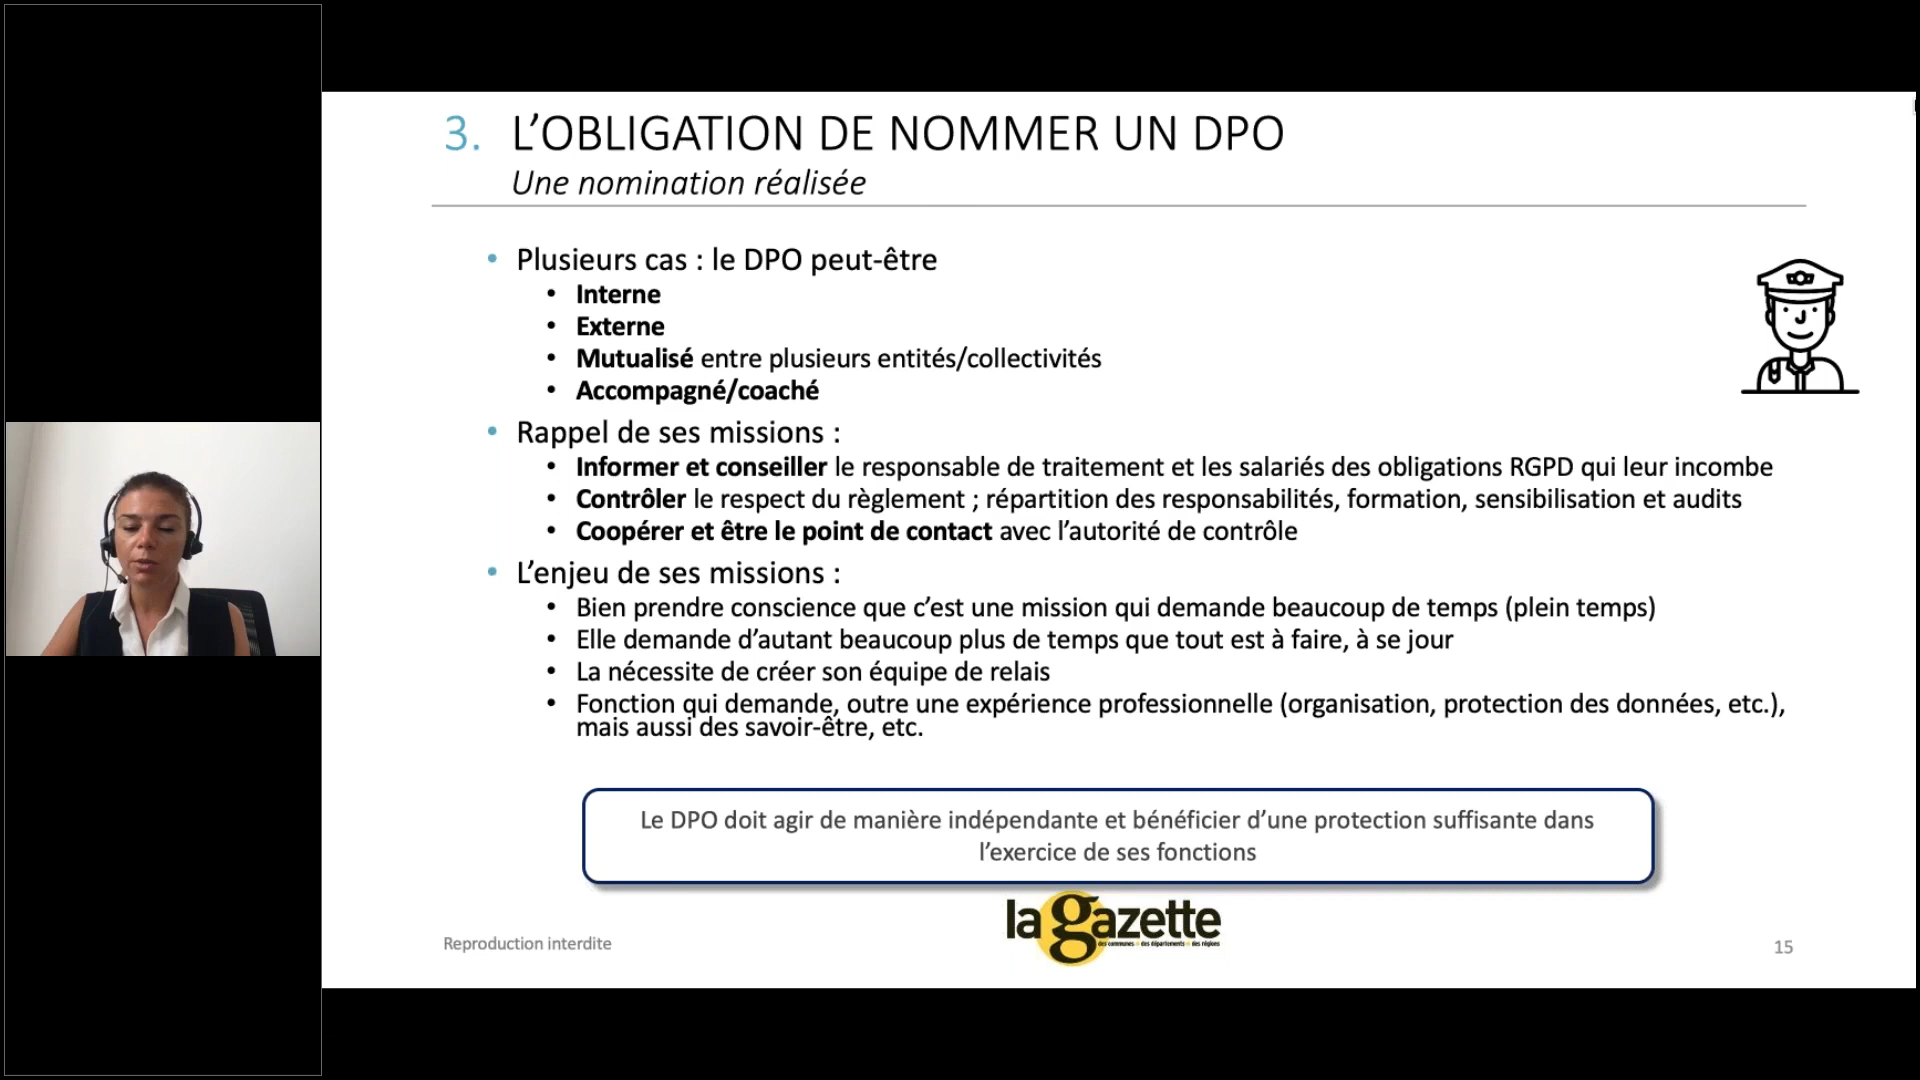 3. L’OBLIGATION DE NOMMER UN DPO
Une nomination réalisée
• Plusieurs cas : le DPO peut-être
• Interne
• Externe
• Mutualisé entre plusieurs entités/collectivités
• Accompagné/coaché
• Rappel de ses missions :
• Informer et conseiller le responsable de traitement et les salariés des obligations RGPD qui leur incombe
• Contrôler le respect du règlement ; répartition des responsabilités, formation, sensibilisation et audits
• Coopérer et être le point de contact avec l’autorité de contrôle
• L’enjeu de ses missions :
• Bien prendre conscience que c’est une mission qui demande beaucoup de temps (plein temps)
• Elle demande d’autant beaucoup plus de temps que tout est à faire, à se jour
• La nécessite de créer son équipe de relais
• Fonction qui demande, outre une expérience professionnelle (organisation, protection des données, etc.),
mais aussi des savoir-être, etc.
Le DPO doit agir de manière indépendante et bénéficier d’une protection suffisante dans
l’exercice de ses fonctions
la gazette
des communes • des départements • des régions
Reproduction interdite
15